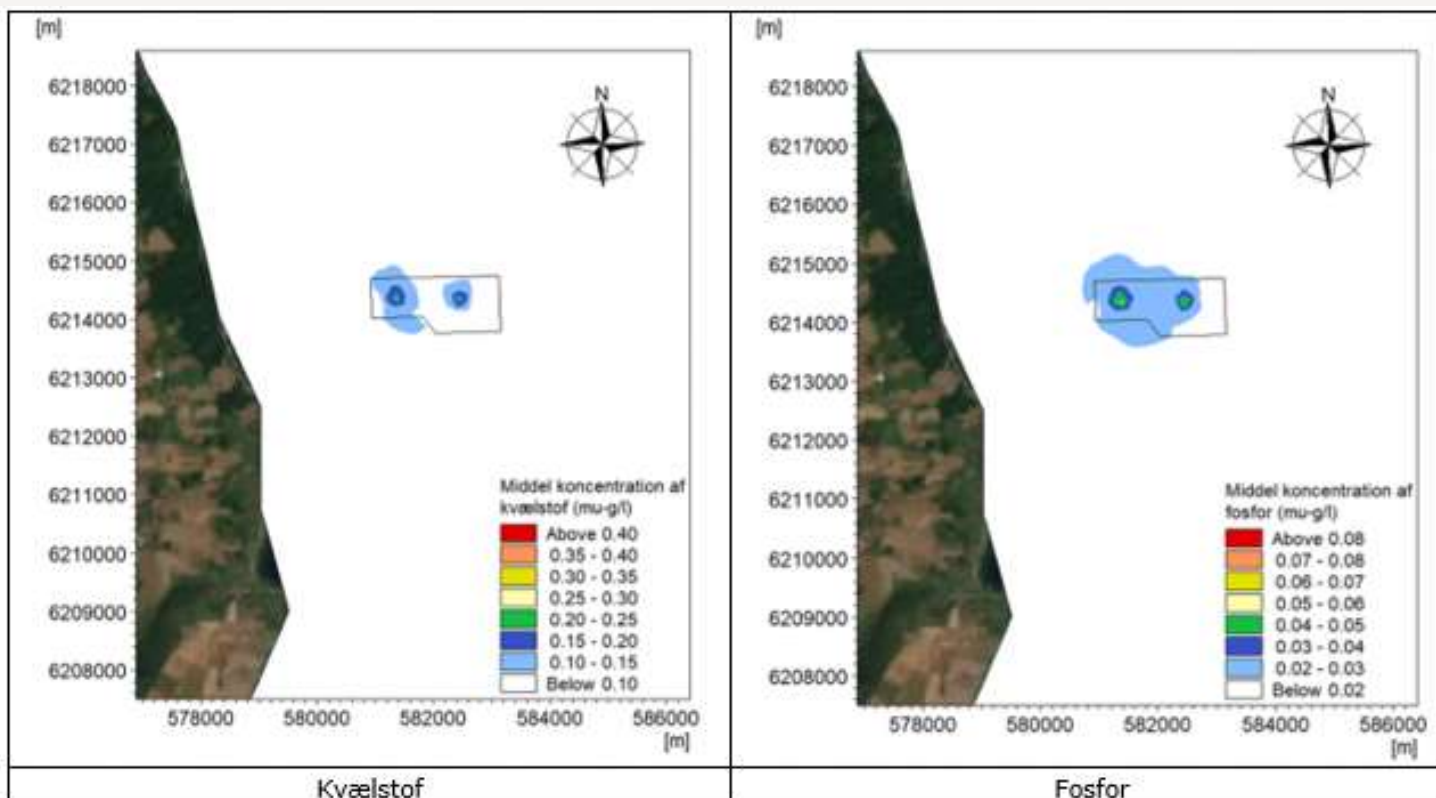 [m]
6218000
6217000
6216000
6215000
6214000
6213000
6212000
6211000
6210000
6209000
6208000
N
Middel koncentration af
kvælstof (mu-g/l)
Above 0.40
0.35 - 0.40
0.30 - 0.35
0.25 - 0.30
0.20 - 0.25
0.15 - 0.20
0.10 - 0.15
Below 0.10
578000 580000 582000 584000 586000
[m]
Kvælstof
[m]
6218000
6217000
6216000
6215000
6214000
6213000
6212000
6211000
6210000
6209000
6208000
N
Middel koncentration af
fosfor (mu-g/l)
Above 0.08
0.07 - 0.08
0.06 - 0.07
0.05 - 0.06
0.04 - 0.05
0.03 - 0.04
0.02 - 0.03
Below 0.02
578000 580000 582000 584000 586000
[m]
Fosfor